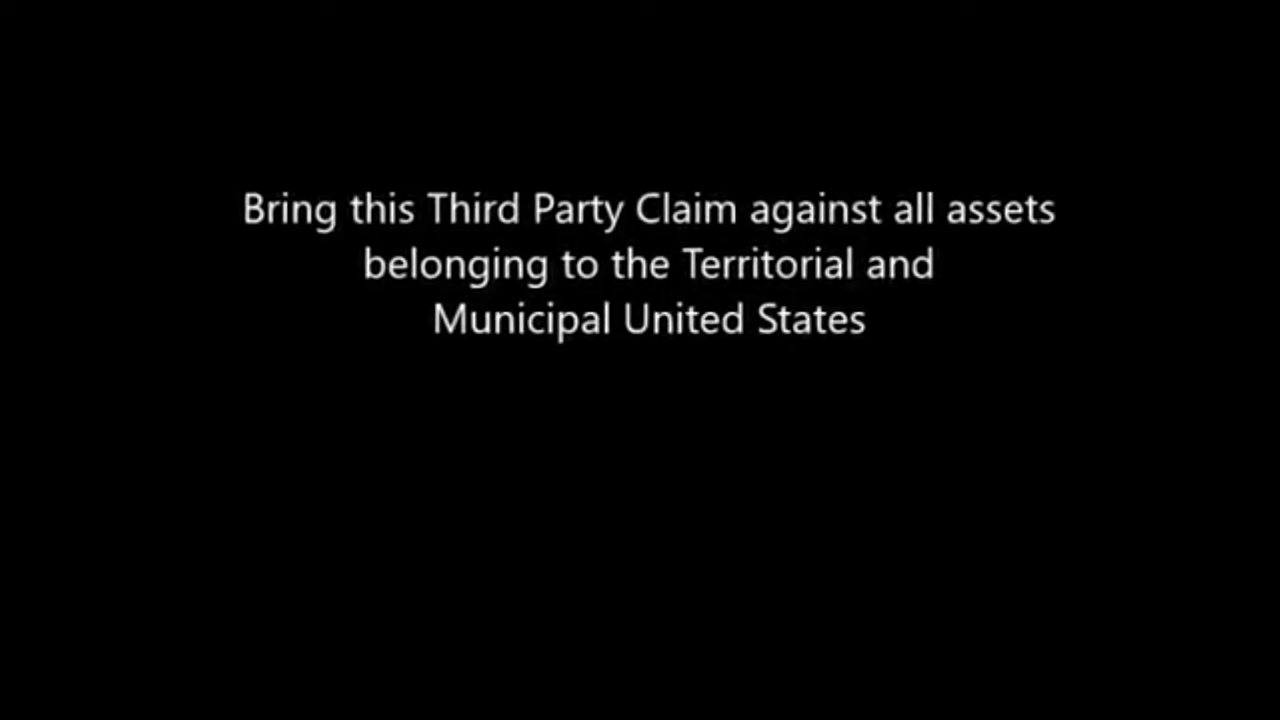 Bring this Third Party Claim against all assets
belonging to the Territorial and
Municipal United States